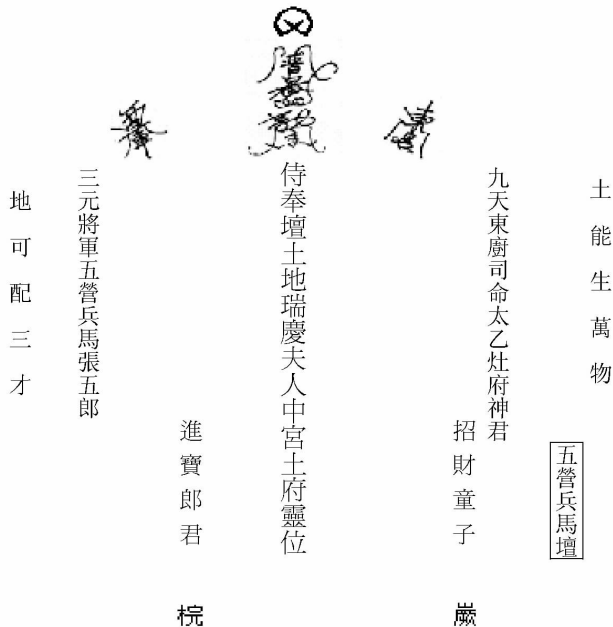 土能生萬物
五營兵馬壇
九天東廚司命太乙灶府神君
招財童子
侍奉壇土地瑞慶夫人中宮土府靈位
進寶郎君
三元將軍五營兵馬張五郎
地可配三才